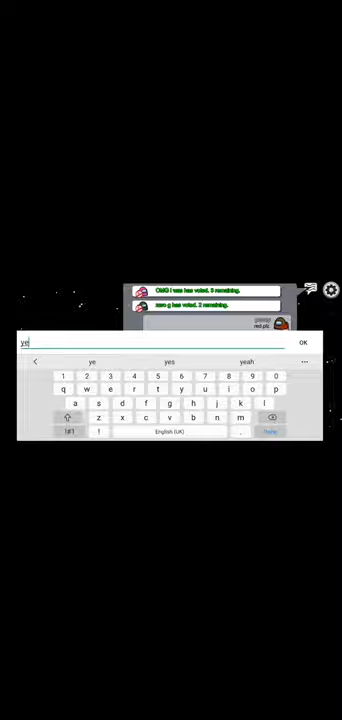 OMG I was has voted. 3 remaining.
zero g has voted. 2 remaining.
red plc
ye
OK
ye yes yeah
1 2 3 4 5 6 7 8 9 0
q w e r t y u i o p
a s d f g h j k l
z x c v b n m
!#1 ! English (UK) . Done